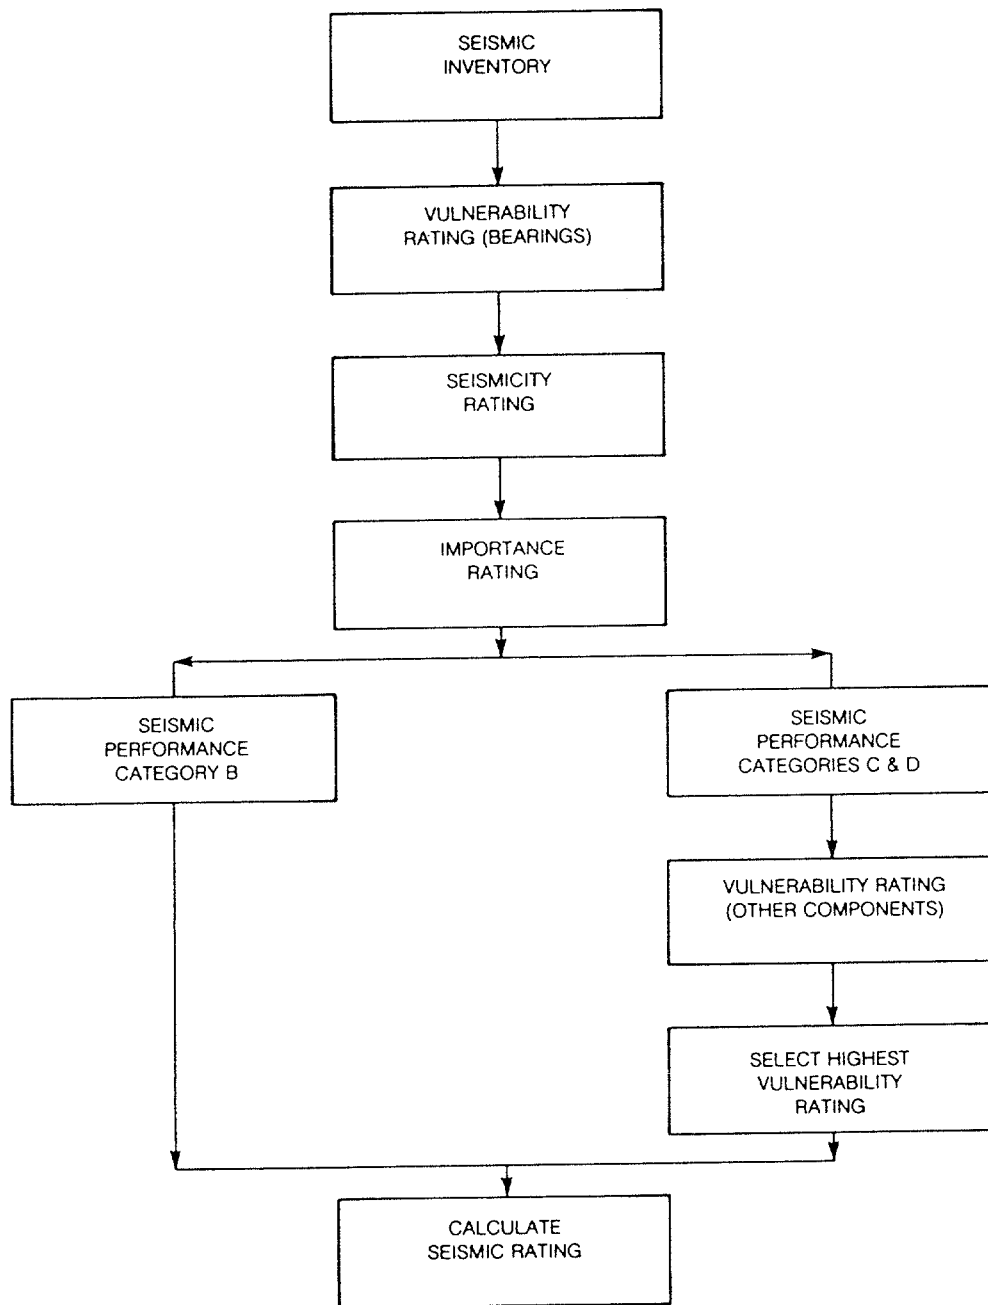 SEISMIC
INVENTORY
VULNERABILITY
RATING (BEARINGS)
SEISMICITY
RATING
IMPORTANCE
RATING
SEISMIC
PERFORMANCE
CATEGORY B
SEISMIC
PERFORMANCE
CATEGORIES C & D
VULNERABILITY RATING
(OTHER COMPONENTS)
SELECT HIGHEST
VULNERABILITY
RATING
CALCULATE
SEISMIC RATING